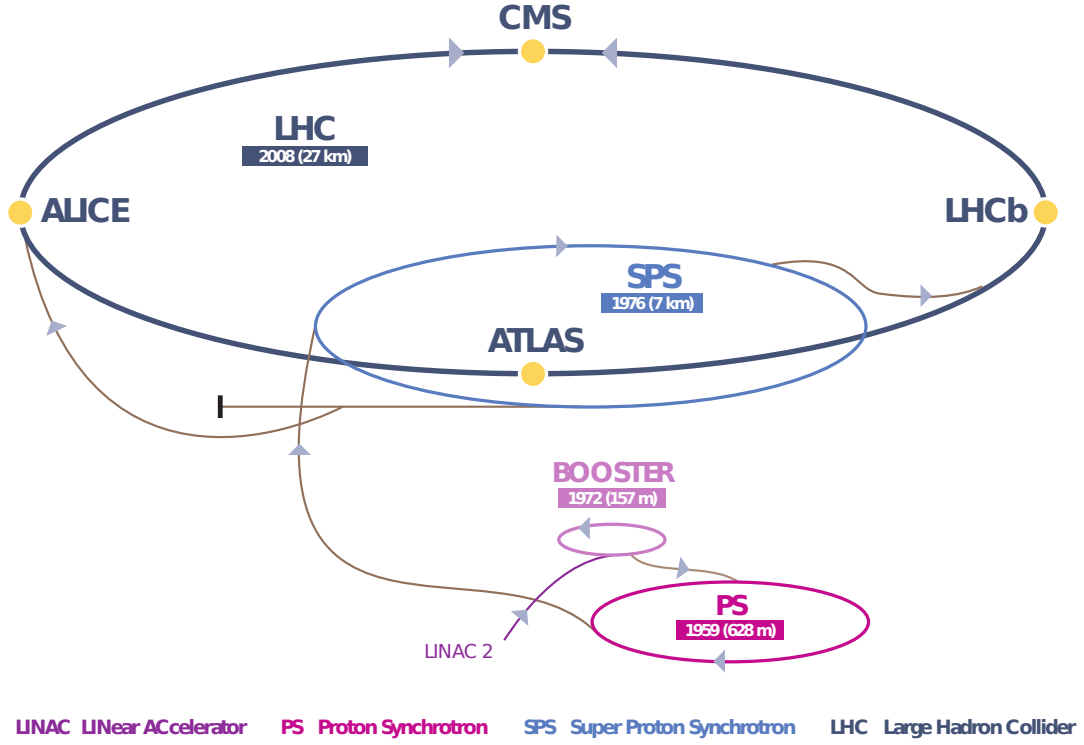 CMS
LHC
2008 (27 km)
ALICE
LHCb
SPS
1976 (7 km)
ATLAS
BOOSTER
1972 (157 m)
PS
1959 (628 m)
LINAC 2
LINAC LINear ACcelerator PS Proton Synchrotron SPS Super Proton Synchrotron LHC Large Hadron Collider